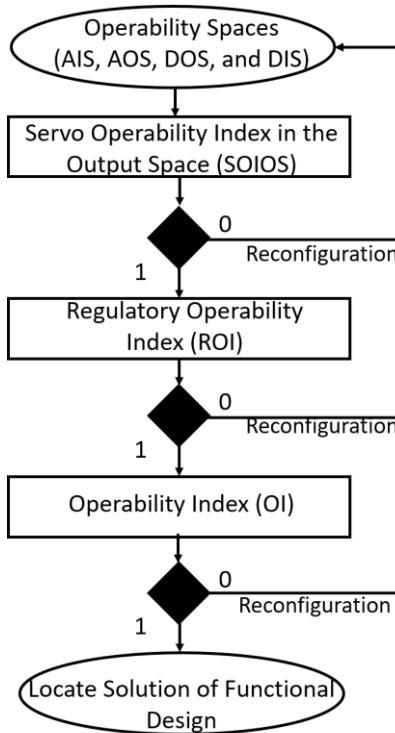 Operability Spaces
(AIS, AOS, DOS, and DIS)
Servo Operability Index in the
Output Space (SOIOS)
0
Reconfiguration
1
Regulatory Operability
Index (ROI)
0
Reconfiguration
1
Operability Index (OI)
0
Reconfiguration
1
Locate Solution of Functional
Design